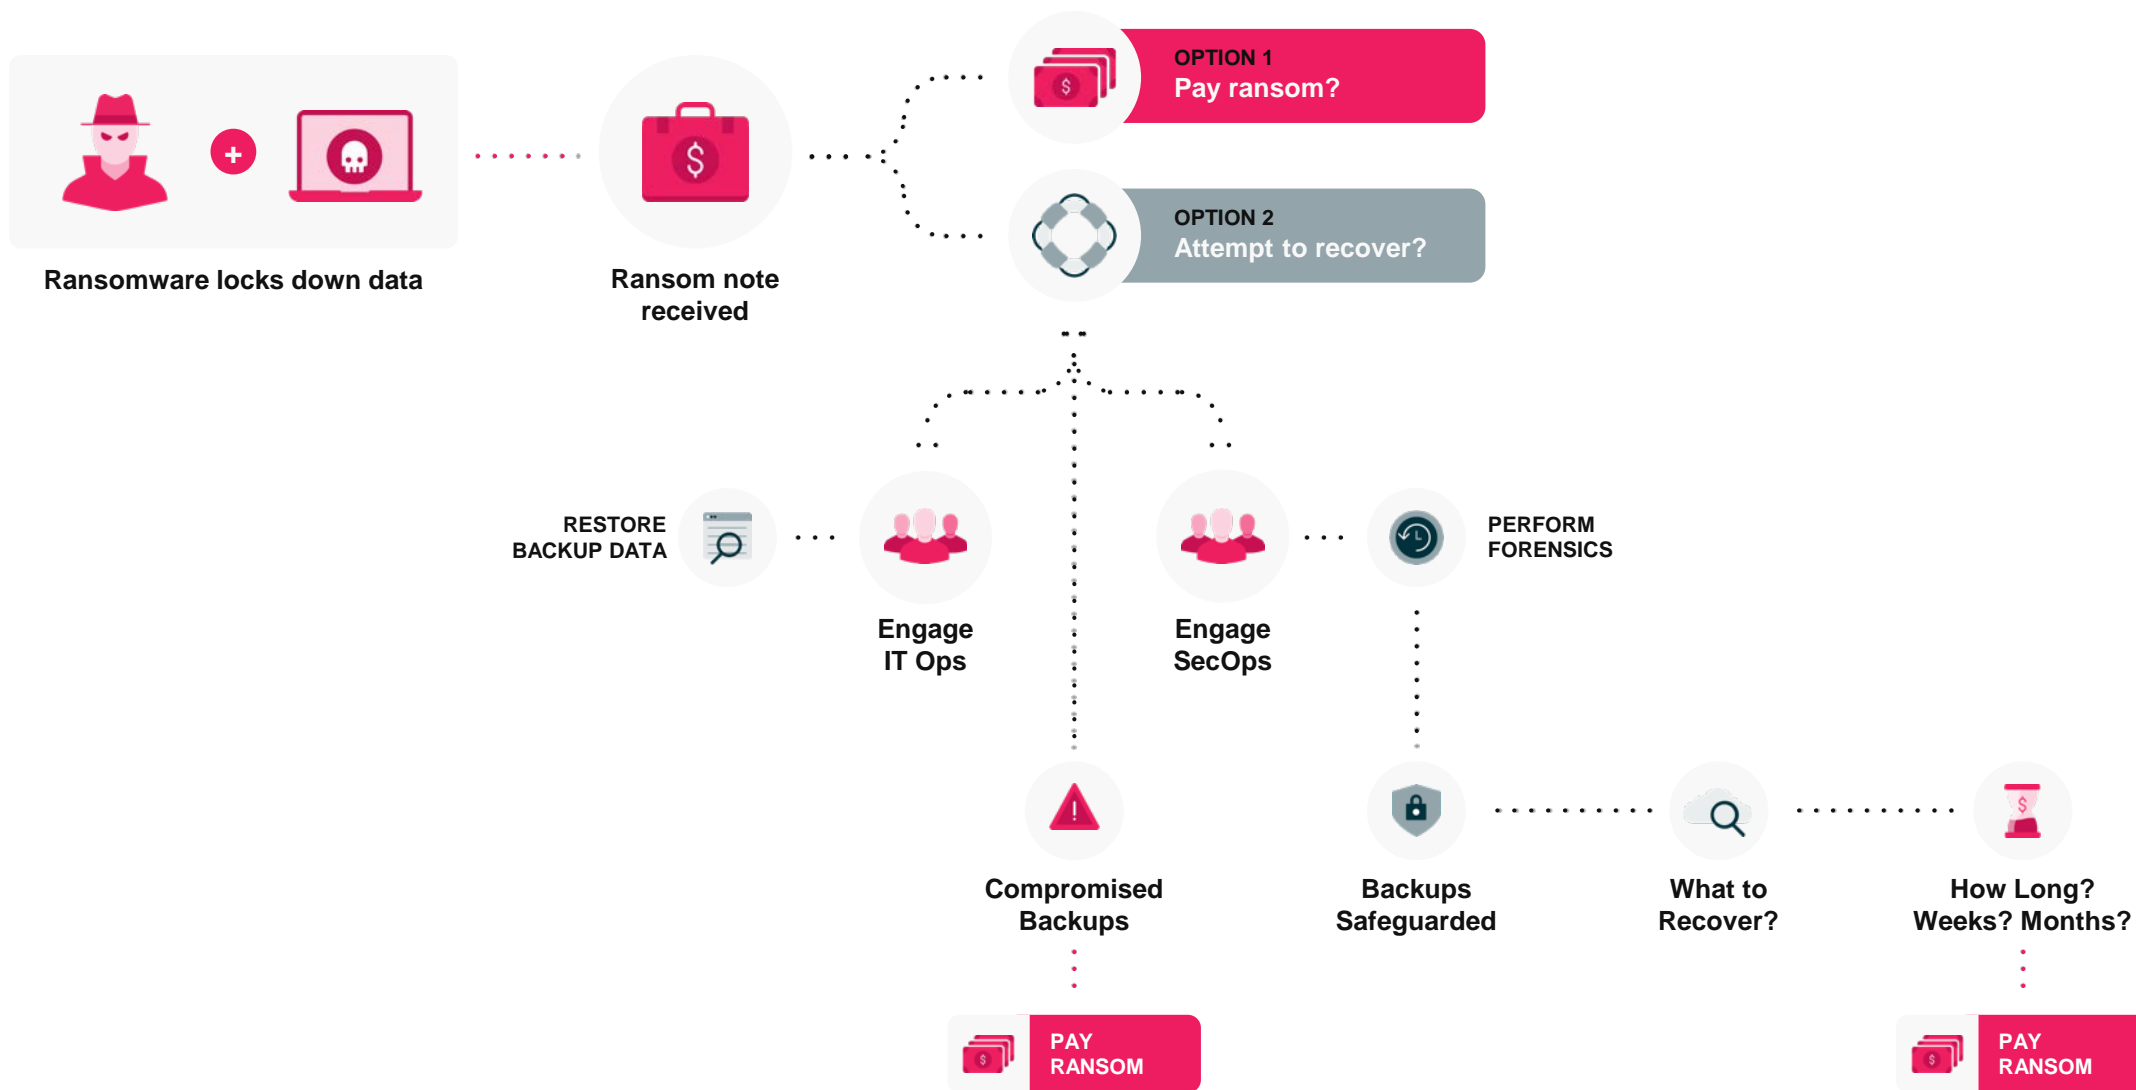 OPTION 1
Pay ransom?
OPTION 2
Attempt to recover?
Ransomware locks down data
Ransom note
received
RESTORE
BACKUP DATA
PERFORM
FORENSICS
Engage
IT Ops
Engage
SecOps
Compromised
Backups
Backups
Safeguarded
What to
Recover?
How Long?
Weeks? Months?
PAY
RANSOM
PAY
RANSOM